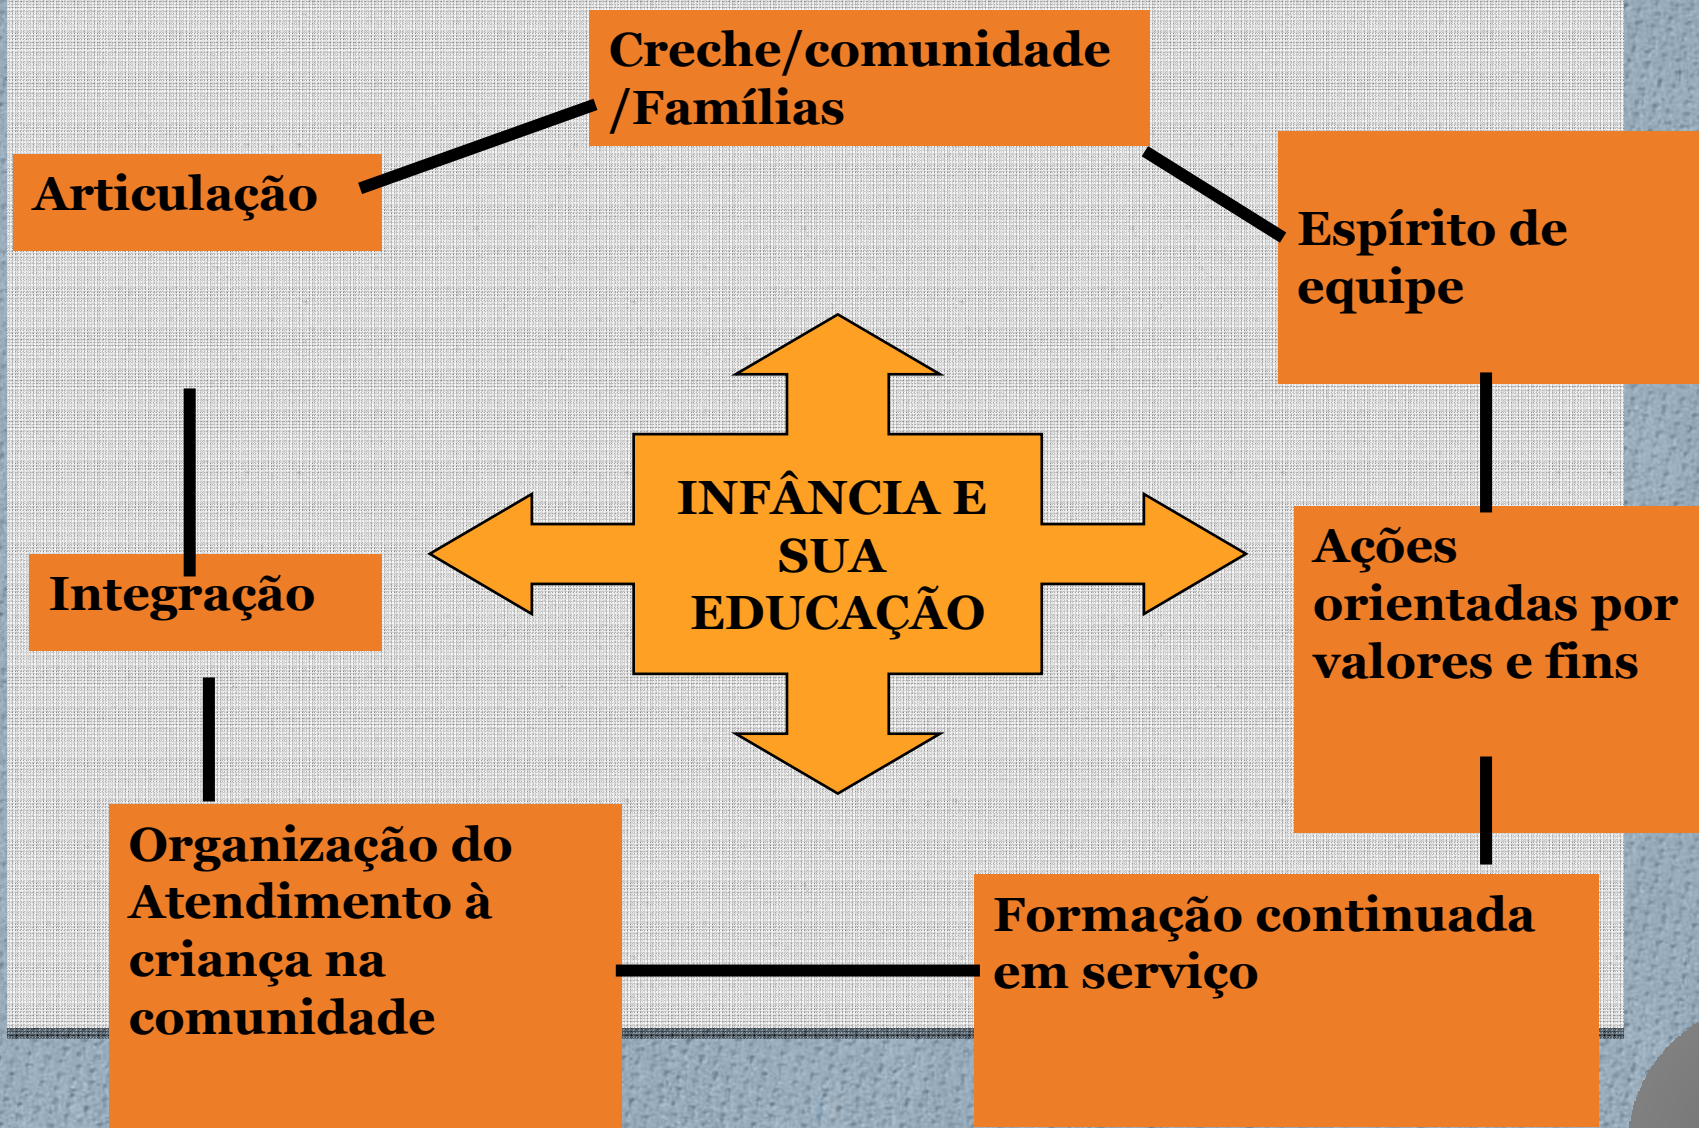 Creche/comunidade
/Famílias
Articulação
Espírito de
equipe
INFÂNCIA E
SUA
EDUCAÇÃO
Ações
orientadas por
valores e fins
Integração
Organização do
Atendimento à
criança na
comunidade
Formação continuada
em serviço